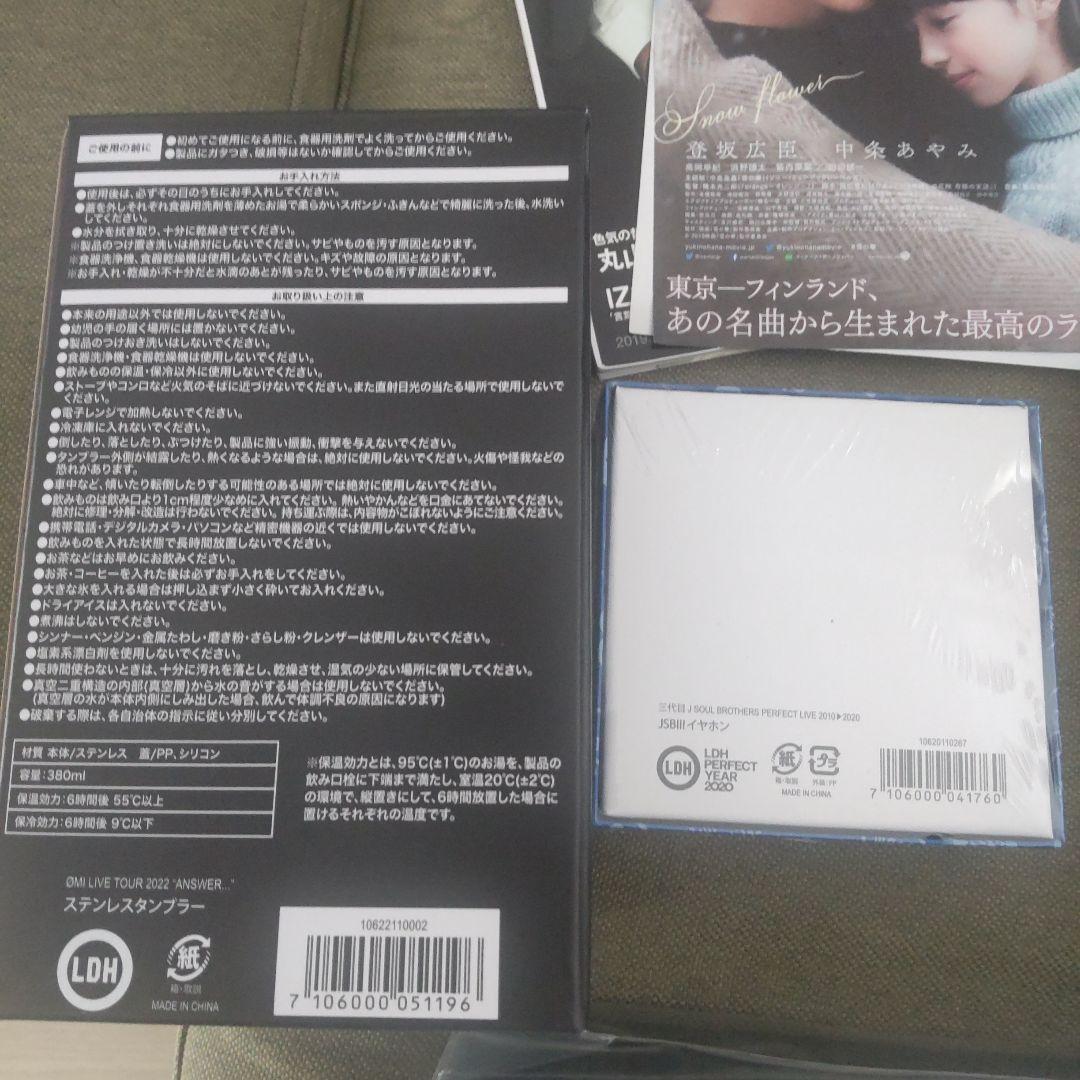 ご使用の前に
●初めてご使用になる前に、食器用洗剤でよく洗ってからご使用ください。
●製品にガタつき、破損等はないか確認してからご使用ください。
お手入れ方法
●使用後は、必ずその日のうちにお手入れしてください。
●蓋を外しそれぞれ食器用洗剤を薄めたお湯で柔らかいスポンジ・ふきんなどで綺麗に洗った後、水洗い
してください。
●水分を拭き取り、十分に乾燥させてください。
※製品のつけ置き洗いは絶対にしないでください。サビやものを汚す原因となります。
※食器洗浄機、食器乾燥機は使用しないでください。キズや故障の原因となります。
※お手入れ・乾燥が不十分だと水滴のあとが残ったり、サビやものを汚す原因となります。
お取り扱い上の注意
●本来の用途以外では使用しないでください。
●幼児の手の届く場所には置かないでください。
●製品のつけおき洗いはしないでください。
●食器洗浄機・食器乾燥機は使用しないでください。
●飲みものの保温・保冷以外に使用しないでください。
●ストーブやコンロなど火気のそばに近づけないでください。また直射日光の当たる場所で使用しないで
ください。
●電子レンジで加熱しないでください。
●冷凍庫に入れないでください。
●倒したり、落としたり、ぶつけたり、製品に強い振動、衝撃を与えないでください。
●タンブラー外側が結露したり、熱くなるような場合は、絶対に使用しないでください。火傷や怪我などの
恐れがあります。
●車中など、傾いたり転倒したりする可能性のある場所では絶対に使用しないでください。
●飲みものは飲み口より1cm程度少なめに入れてください。熱いやかんなどを口金にあてないでください。
絶対に修理・分解・改造は行わないでください。持ち運ぶ際は、内容物がこぼれないようにご注意ください。
●携帯電話・デジタルカメラ・パソコンなど精密機器の近くでは使用しないでください。
●飲みものを入れた状態で長時間放置しないでください。
●お茶などはお早めにお飲みください。
●お茶・コーヒーを入れた後は必ずお手入れをしてください。
●大きな氷を入れる場合は押し込まず小さく砕いてお入れください。
●ドライアイスは入れないでください。
●煮沸はしないでください。
●シンナー・ベンジン・金属たわし・磨き粉・さらし粉・クレンザーは使用しないでください。
●塩素系漂白剤を使用しないでください。
●長時間使わないときは、十分に汚れを落とし、乾燥させ、湿気の少ない場所に保管してください。
●真空二重構造の内部(真空層)から水の音がする場合は使用しないでください。
(真空層の水が本体内側にしみ出した場合、飲んで体調不良の原因になります)
●破棄する際は、各自治体の指示に従い分別してください。
材質 本体/ステンレス 蓋/PP、シリコン
容量:380ml
保温効力:6時間後 55℃以上
保冷効力:6時間後 9℃以下
※保温効力とは、95℃(±1℃)のお湯を、製品の
飲み口栓に下端まで満たし、室温20℃(±2℃)
の環境で、縦置きにして、6時間放置した場合に
置けるそれぞれの温度です。
ØMI LIVE TOUR 2022 "ANSWER..."
ステンレスタンブラー
LDH
紙
箱・取説
MADE IN CHINA
10622110002
7 106000 051196
Snow flower
登坂広臣 中条あやみ
東京―フィンランド、
あの名曲から生まれた最高のラ
色気の
丸山
IZ
2019
三代目 J SOUL BROTHERS PERFECT LIVE 2010▶2020
JSBIIIイヤホン
LDH
LDH
PERFECT
YEAR
2020
紙
箱・取説
プラ
外装:PP
MADE IN CHINA
10620110267
7 106000 041760